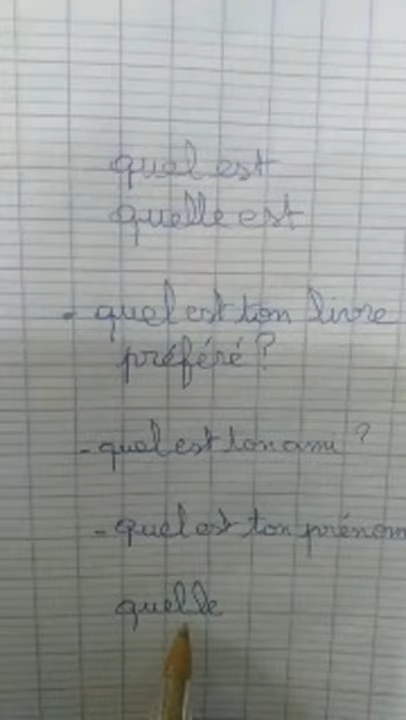 quel est
quelle est
- quel est ton livre
préféré ?
- quel est ton ami ?
- quel est ton prénom
quelle